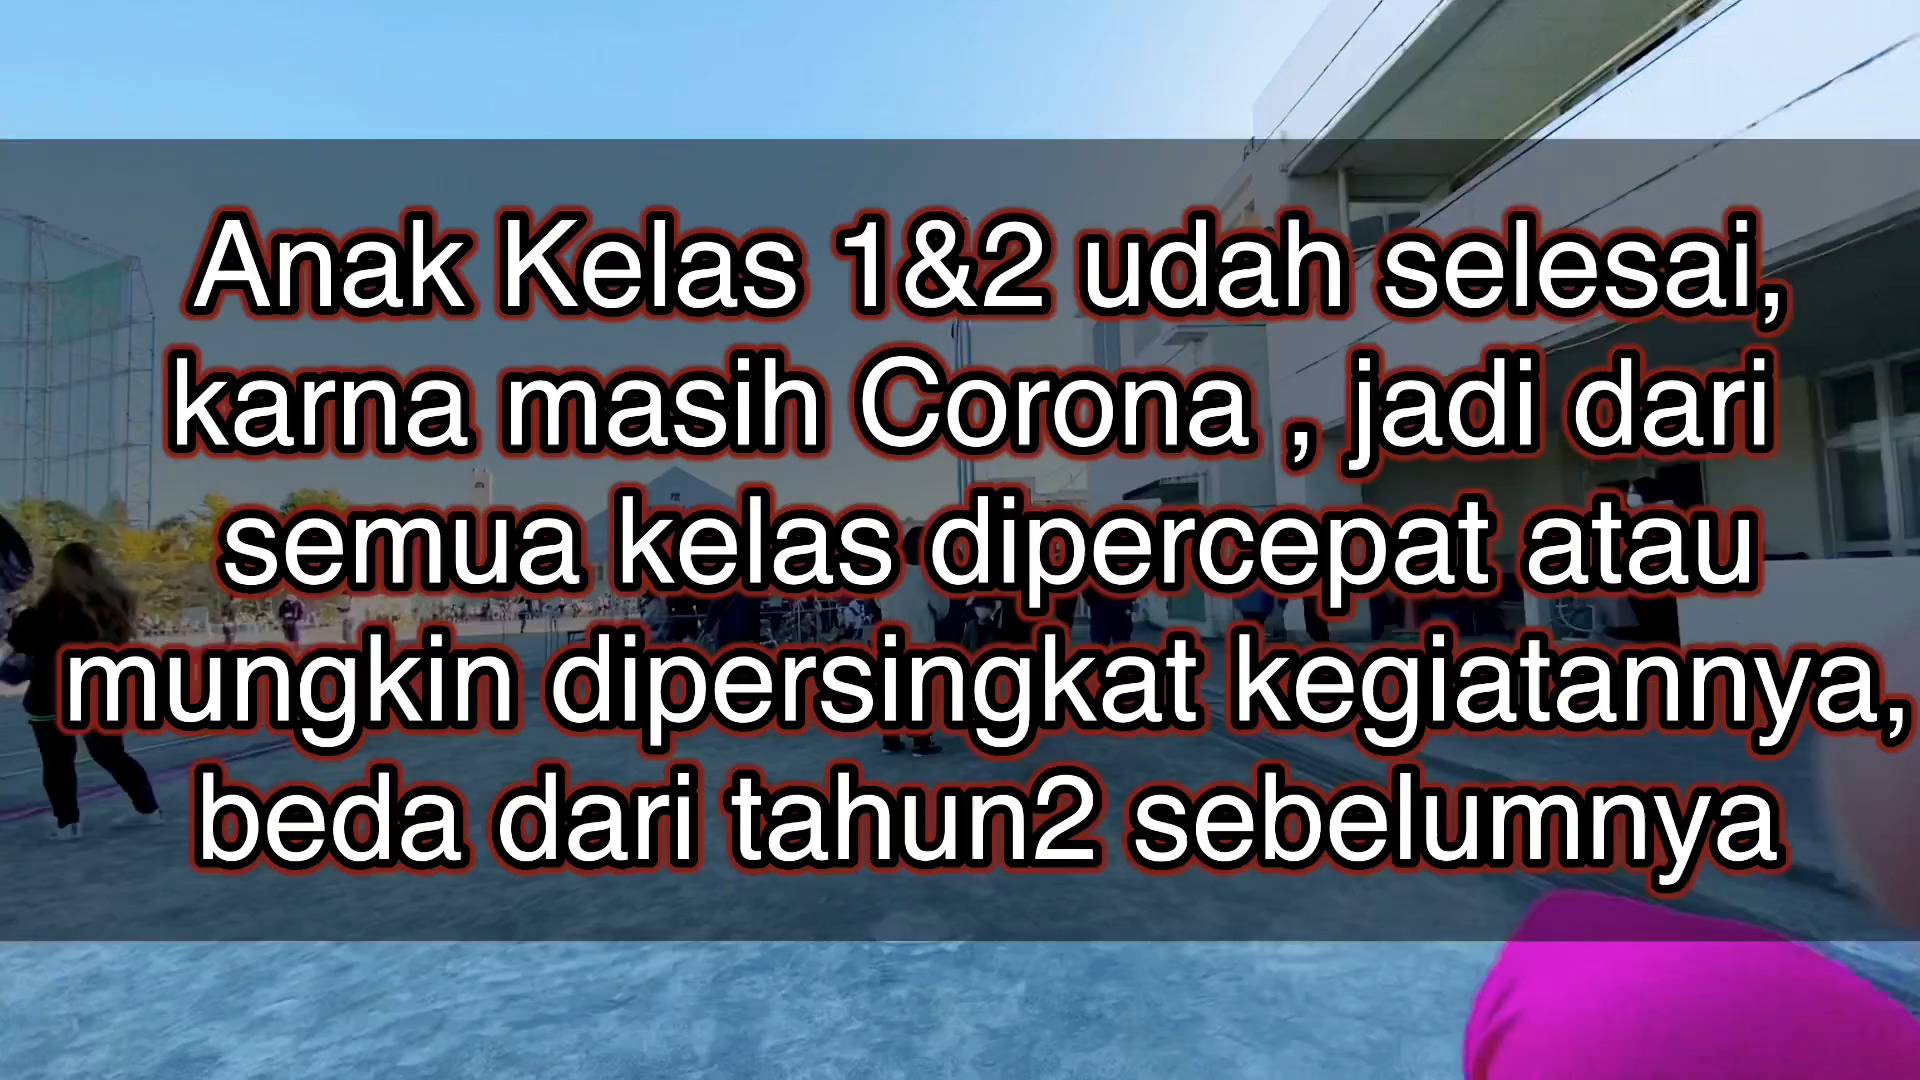 Anak Kelas 1&2 udah selesai,
karna masih Corona , jadi dari
semua kelas dipercepat atau
mungkin dipersingkat kegiatannya,
beda dari tahun2 sebelumnya